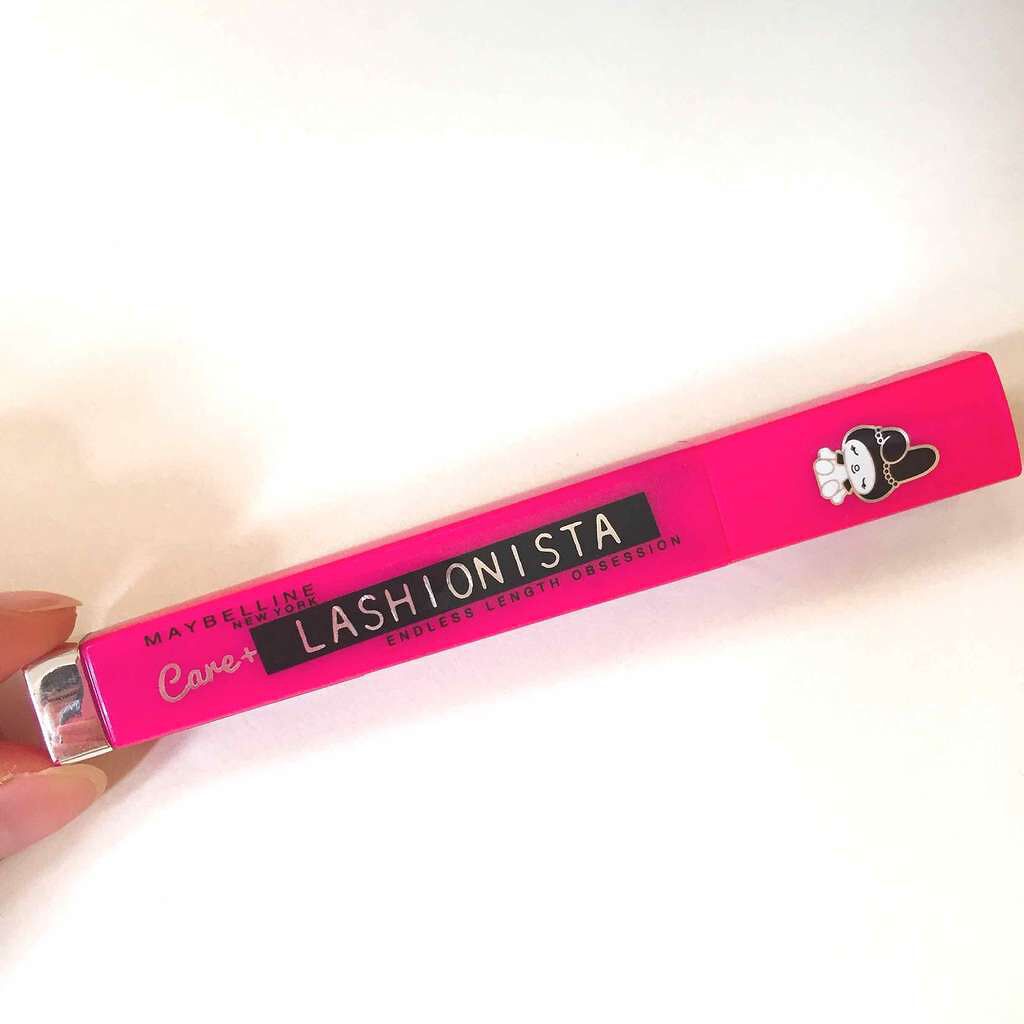 MAYBELLINE
NEW YORK
Care+
LASHIONISTA
ENDLESS LENGTH OBSESSION